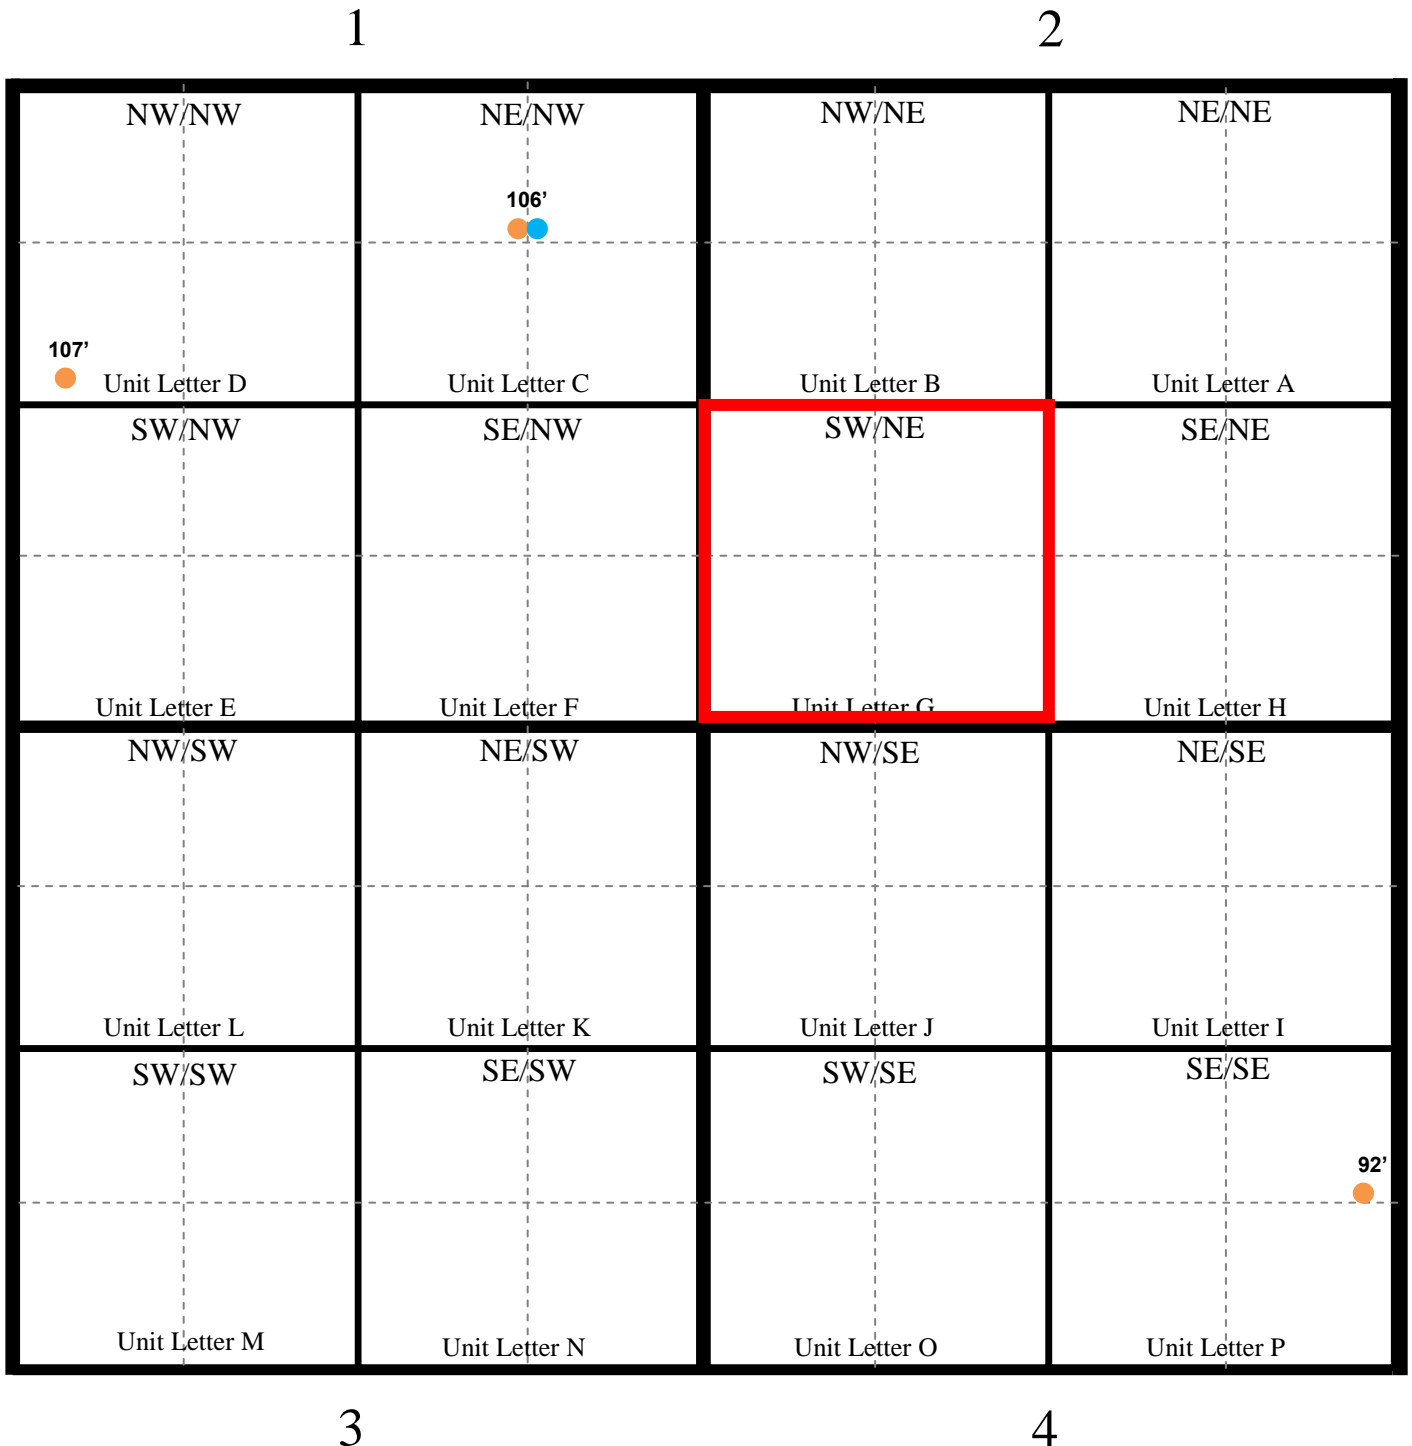 1 2
NW/NW NE/NW NW/NE NE/NE
106’
107’
Unit Letter D Unit Letter C Unit Letter B Unit Letter A
SW/NW SE/NW SW/NE SE/NE
Unit Letter E Unit Letter F Unit Letter G Unit Letter H
NW/SW NE/SW NW/SE NE/SE
Unit Letter L Unit Letter K Unit Letter J Unit Letter I
SW/SW SE/SW SW/SE SE/SE
92’
Unit Letter M Unit Letter N Unit Letter O Unit Letter P
3 4